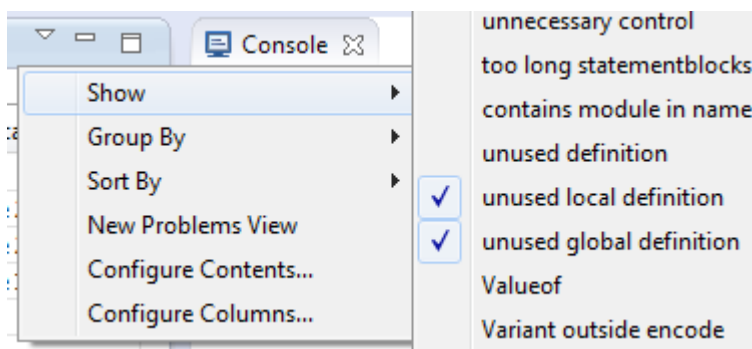 Console
Show
Group By
Sort By
New Problems View
Configure Contents...
Configure Columns...
unnecessary control
too long statementblocks
contains module in name
unused definition
unused local definition
unused global definition
Valueof
Variant outside encode